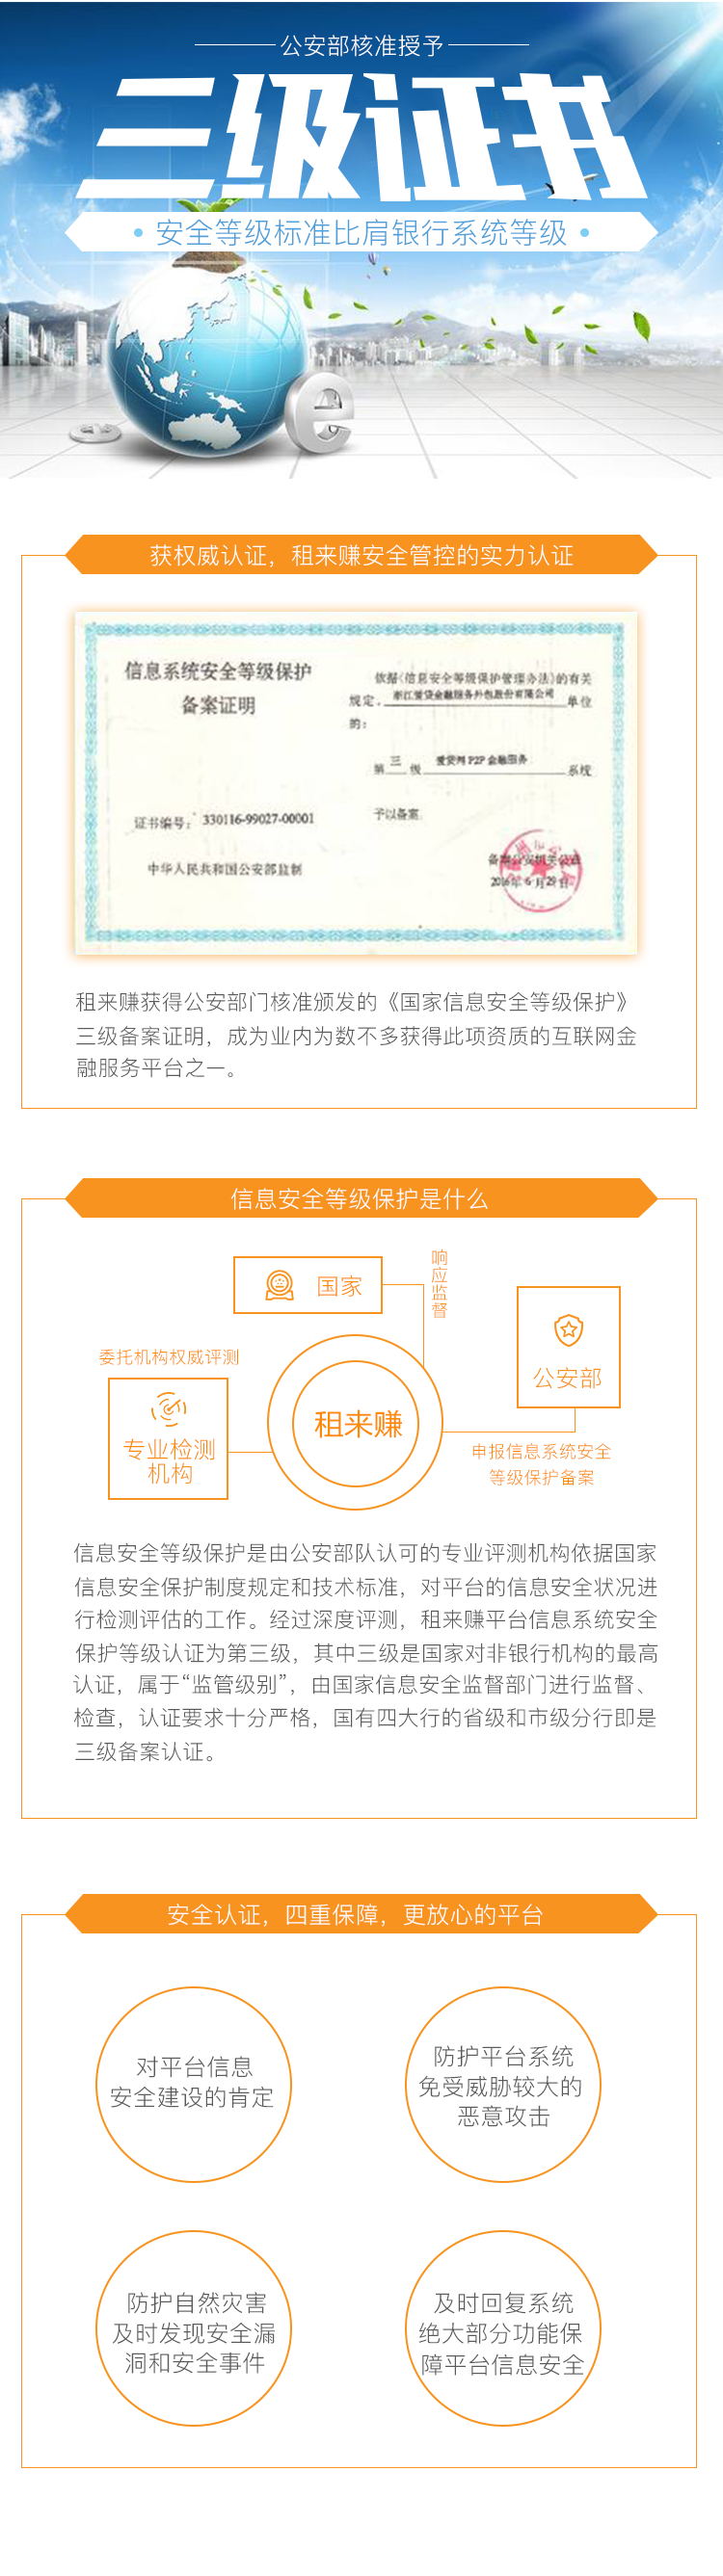 公安部核准授予
三级证书
安全等级标准比肩银行系统等级
获权威认证，租来赚安全管控的实力认证
信息系统安全等级保护
备案证明
证书编号：330116-99027-00001
中华人民共和国公安部监制
依据《信息安全等级保护管理办法》的有关
规定，浙江爱贷金融服务外包股份有限公司单位
的：
第三级 爱贷网P2P金融服务系统
予以备案
2016年6月29日
租来赚获得公安部门核准颁发的《国家信息安全等级保护》
三级备案证明，成为业内为数不多获得此项资质的互联网金
融服务平台之一。
信息安全等级保护是什么
国家
响应监督
公安部
委托机构权威评测
专业检测
机构
租来赚
申报信息系统安全
等级保护备案
信息安全等级保护是由公安部队认可的专业评测机构依据国家
信息安全保护制度规定和技术标准，对平台的信息安全状况进
行检测评估的工作。经过深度评测，租来赚平台信息系统安全
保护等级认证为第三级，其中三级是国家对非银行机构的最高
认证，属于“监管级别”，由国家信息安全监督部门进行监督、
检查，认证要求十分严格，国有四大行的省级和市级分行即是
三级备案认证。
安全认证，四重保障，更放心的平台
对平台信息
安全建设的肯定
防护平台系统
免受威胁较大的
恶意攻击
防护自然灾害
及时发现安全漏
洞和安全事件
及时回复系统
绝大部分功能保
障平台信息安全